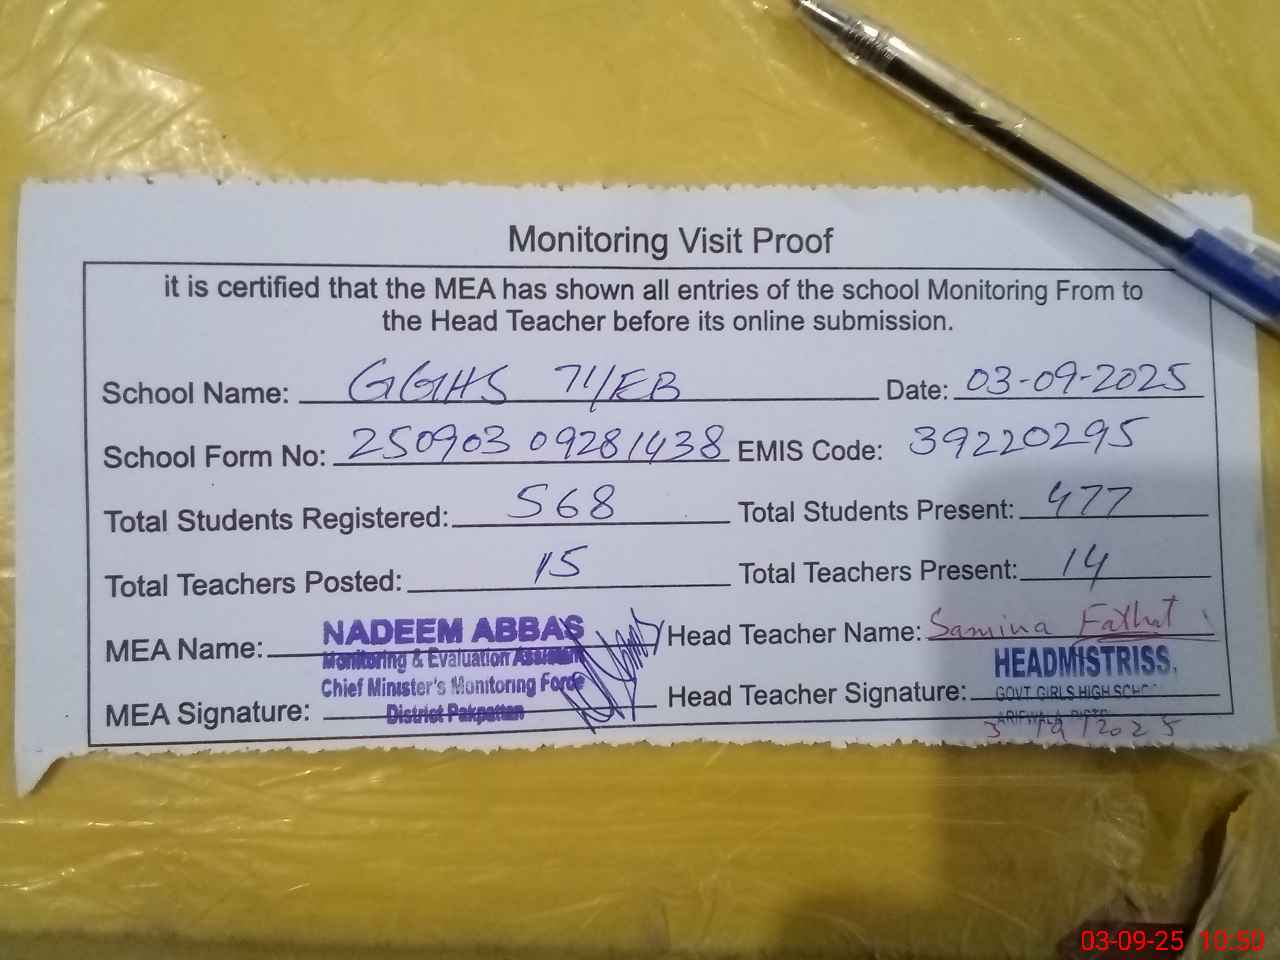 Monitoring Visit Proof
it is certified that the MEA has shown all entries of the school Monitoring From to
the Head Teacher before its online submission.
School Name: GGHS 71/EB Date: 03-09-2025
School Form No: 250903 09281438 EMIS Code: 39220295
Total Students Registered: 568 Total Students Present: 477
Total Teachers Posted: 15 Total Teachers Present: 14
MEA Name: NADEEM ABBAS Head Teacher Name: Samina
Monitoring & Evaluation Assistant HEADMISTRISS,
Chief Minister's Monitoring Force
MEA Signature: District Pakpattan Head Teacher Signature: GOVT GIRLS HIGH
ARIFWALA
03-09-25 10:50